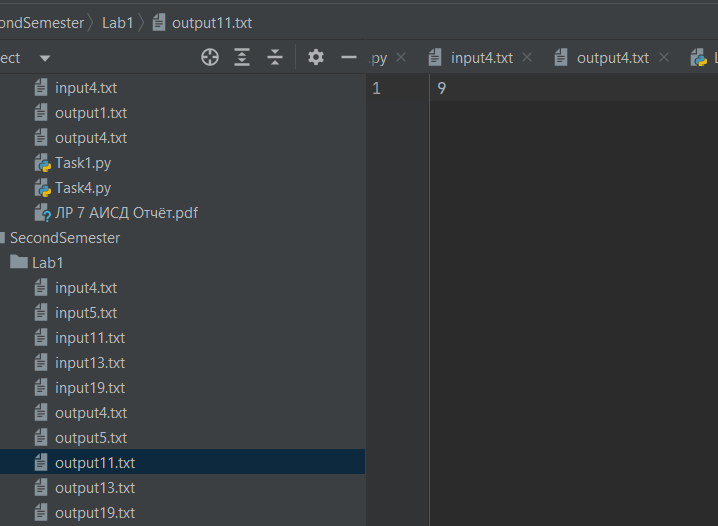 ondSemester Lab1 output11.txt
ect
.py input4.txt output4.txt L
input4.txt
output1.txt
output4.txt
Task1.py
Task4.py
ЛР 7 АИСД Отчёт.pdf
SecondSemester
Lab1
input4.txt
input5.txt
input11.txt
input13.txt
input19.txt
output4.txt
output5.txt
output11.txt
output13.txt
output19.txt
1 9